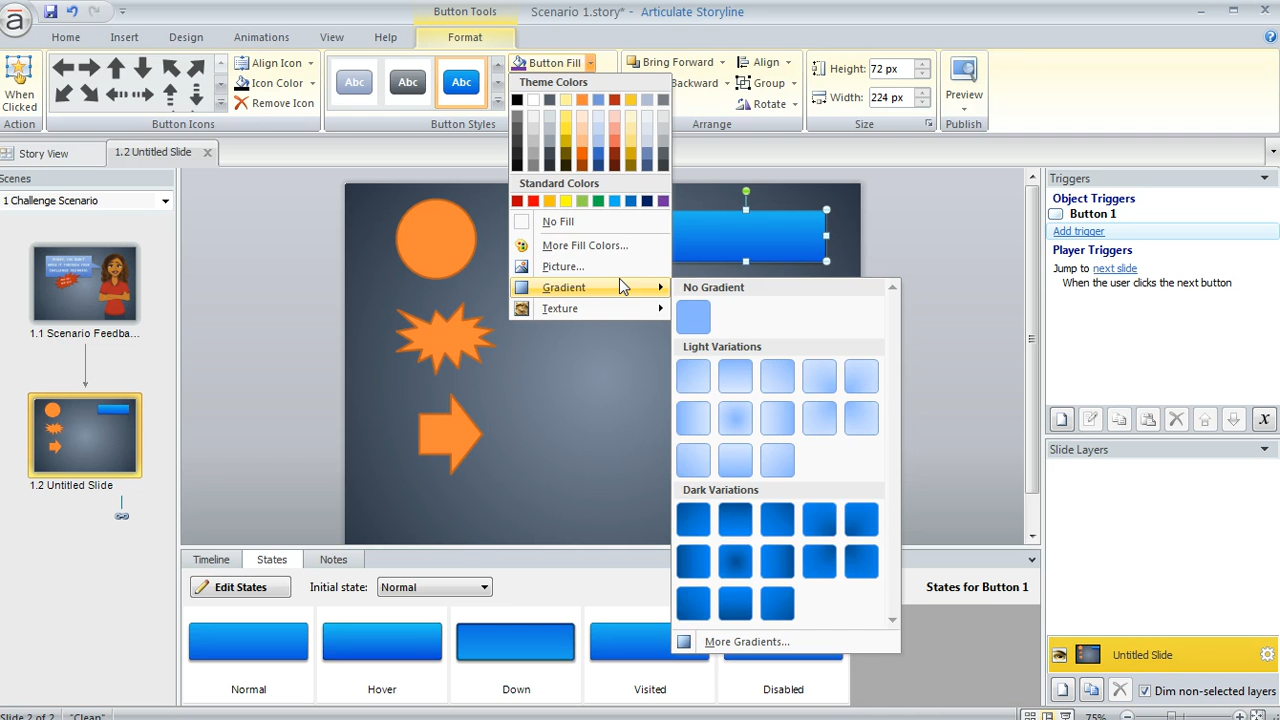 Button Tools
Scenario 1.story* - Articulate Storyline
Home Insert Design Animations View Help Format
When
Clicked
Action
Align Icon
Icon Color
Remove Icon
Button Icons
Abc Abc Abc
Button Styles
Button Fill
Bring Forward
Backward
Align
Group
Rotate
Arrange
Height: 72 px
Width: 224 px
Size
Preview
Publish
Theme Colors
Standard Colors
No Fill
More Fill Colors...
Picture...
Gradient
Texture
No Gradient
Light Variations
Dark Variations
More Gradients...
Story View
1.2 Untitled Slide
Scenes
1 Challenge Scenario
1.1 Scenario Feedba...
1.2 Untitled Slide
Triggers
Object Triggers
Button 1
Add trigger
Player Triggers
Jump to next slide
When the user clicks the next button
Slide Layers
Timeline States Notes
Edit States
Initial state: Normal
States for Button 1
Normal Hover Down Visited Disabled
Untitled Slide
Dim non-selected layers
Slide 2 of 2
"Clean"
75%